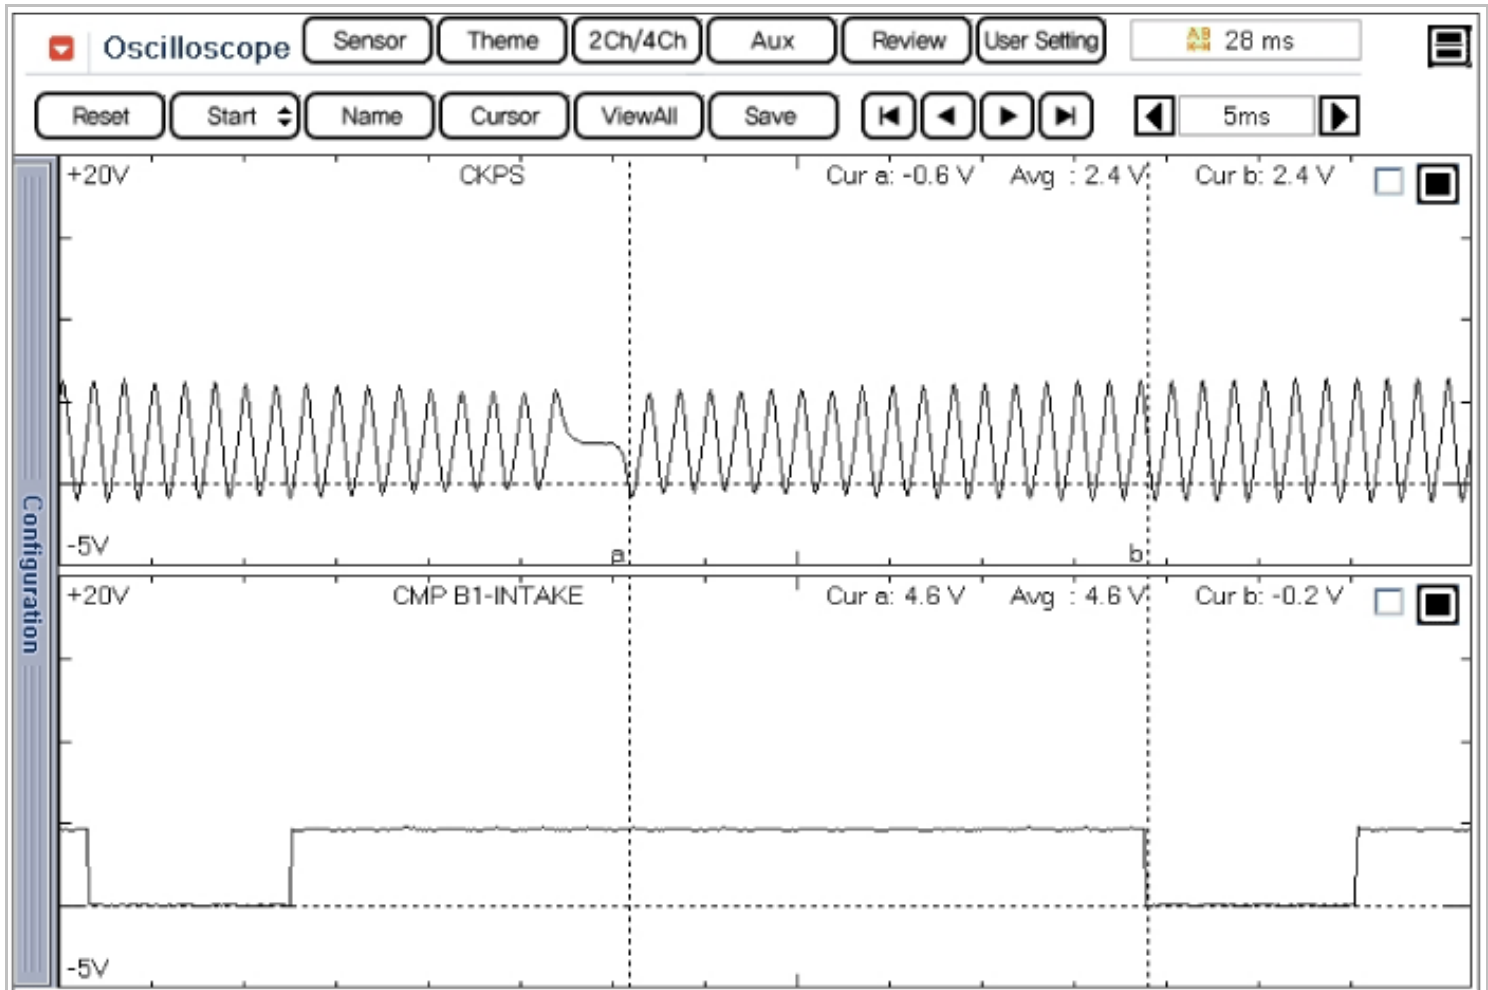 Oscilloscope Sensor Theme 2Ch/4Ch Aux Review User Setting AB 28 ms
Reset Start Name Cursor ViewAll Save 5ms
+20V CKPS Cur a: -0.6 V Avg : 2.4 V Cur b: 2.4 V
Configuration
-5V a b
+20V CMP B1-INTAKE Cur a: 4.6 V Avg : 4.6 V Cur b: -0.2 V
-5V